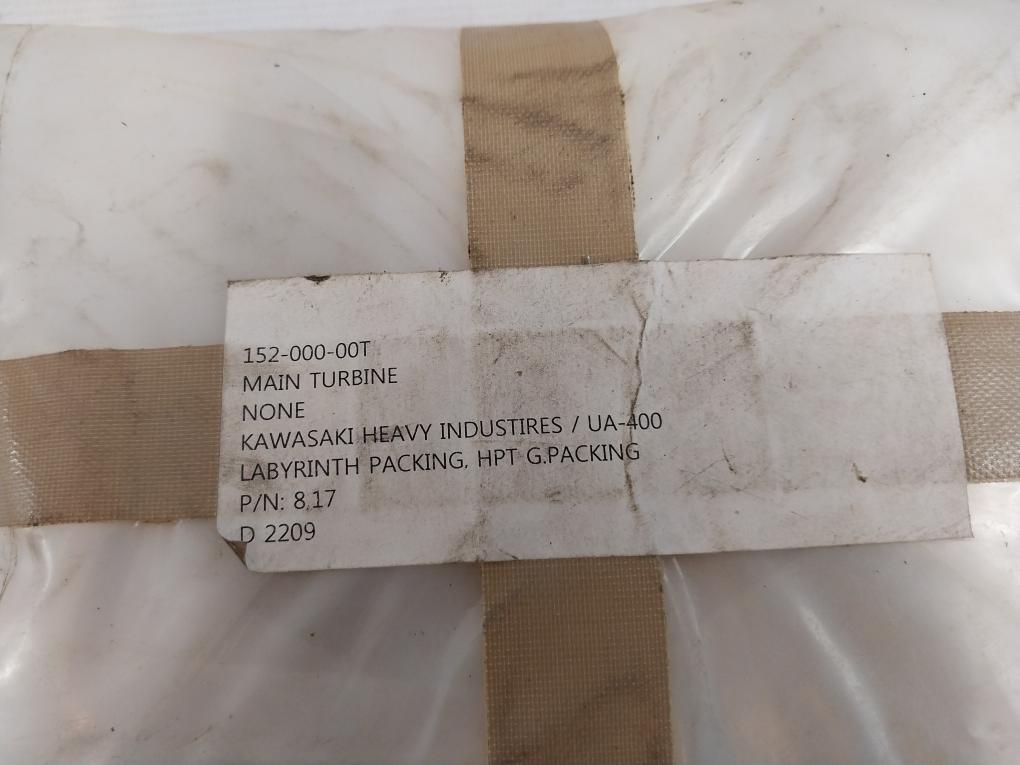 152-000-00T
MAIN TURBINE
NONE
KAWASAKI HEAVY INDUSTIRES / UA-400
LABYRINTH PACKING, HPT G.PACKING
P/N: 8,17
D 2209